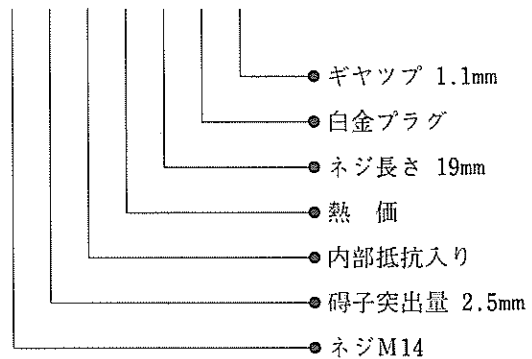 ギヤツプ 1.1mm
白金プラグ
ネジ長さ 19mm
熱　価
内部抵抗入り
碍子突出量 2.5mm
ネジM14